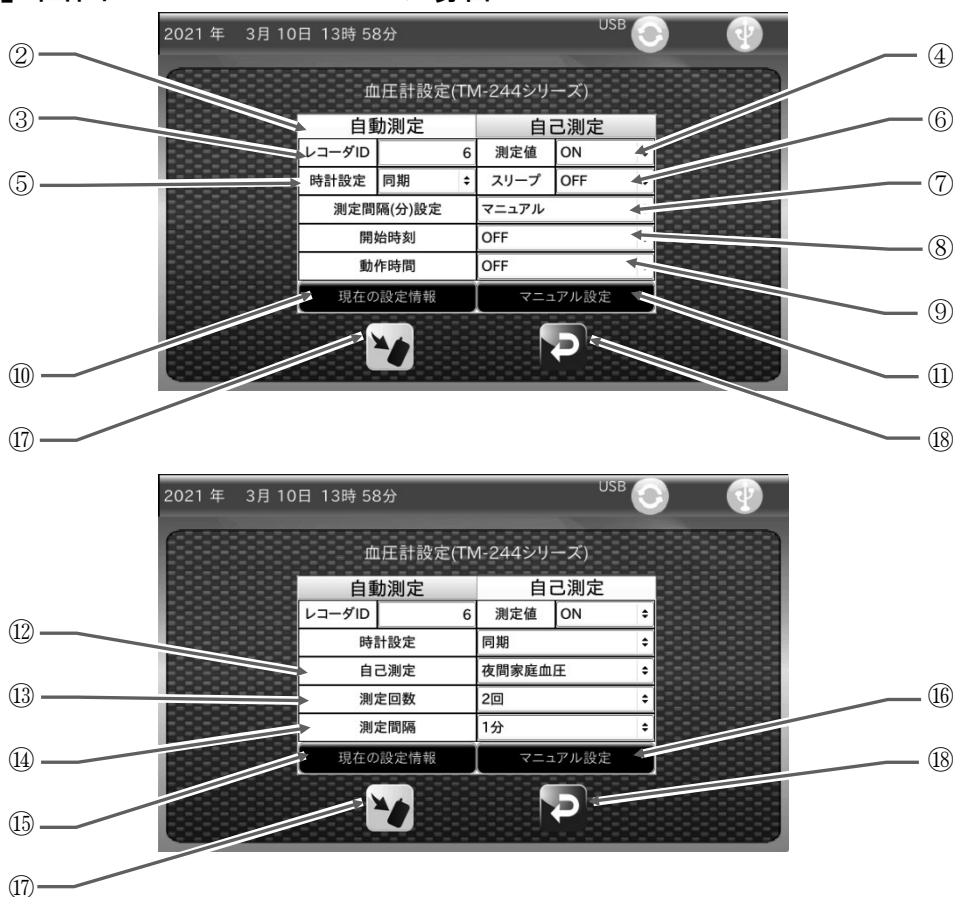 2021 年 3月 10日 13時 58分 USB
② ④
血圧計設定(TM-244シリーズ)
③ 自動測定 自己測定 ⑥
レコーダID 6 測定値 ON
⑤ 時計設定 同期 スリープ OFF ⑦
測定間隔(分)設定 マニュアル
開始時刻 OFF ⑧
動作時間 OFF
現在の設定情報 マニュアル設定 ⑨
⑩ ⑪
⑰ ⑱
2021 年 3月 10日 13時 58分 USB
血圧計設定(TM-244シリーズ)
自動測定 自己測定
レコーダID 6 測定値 ON
⑫ 時計設定 同期
自己測定 夜間家庭血圧
⑬ 測定回数 2回 ⑯
測定間隔 1分
⑭ 現在の設定情報 マニュアル設定 ⑱
⑮
⑰